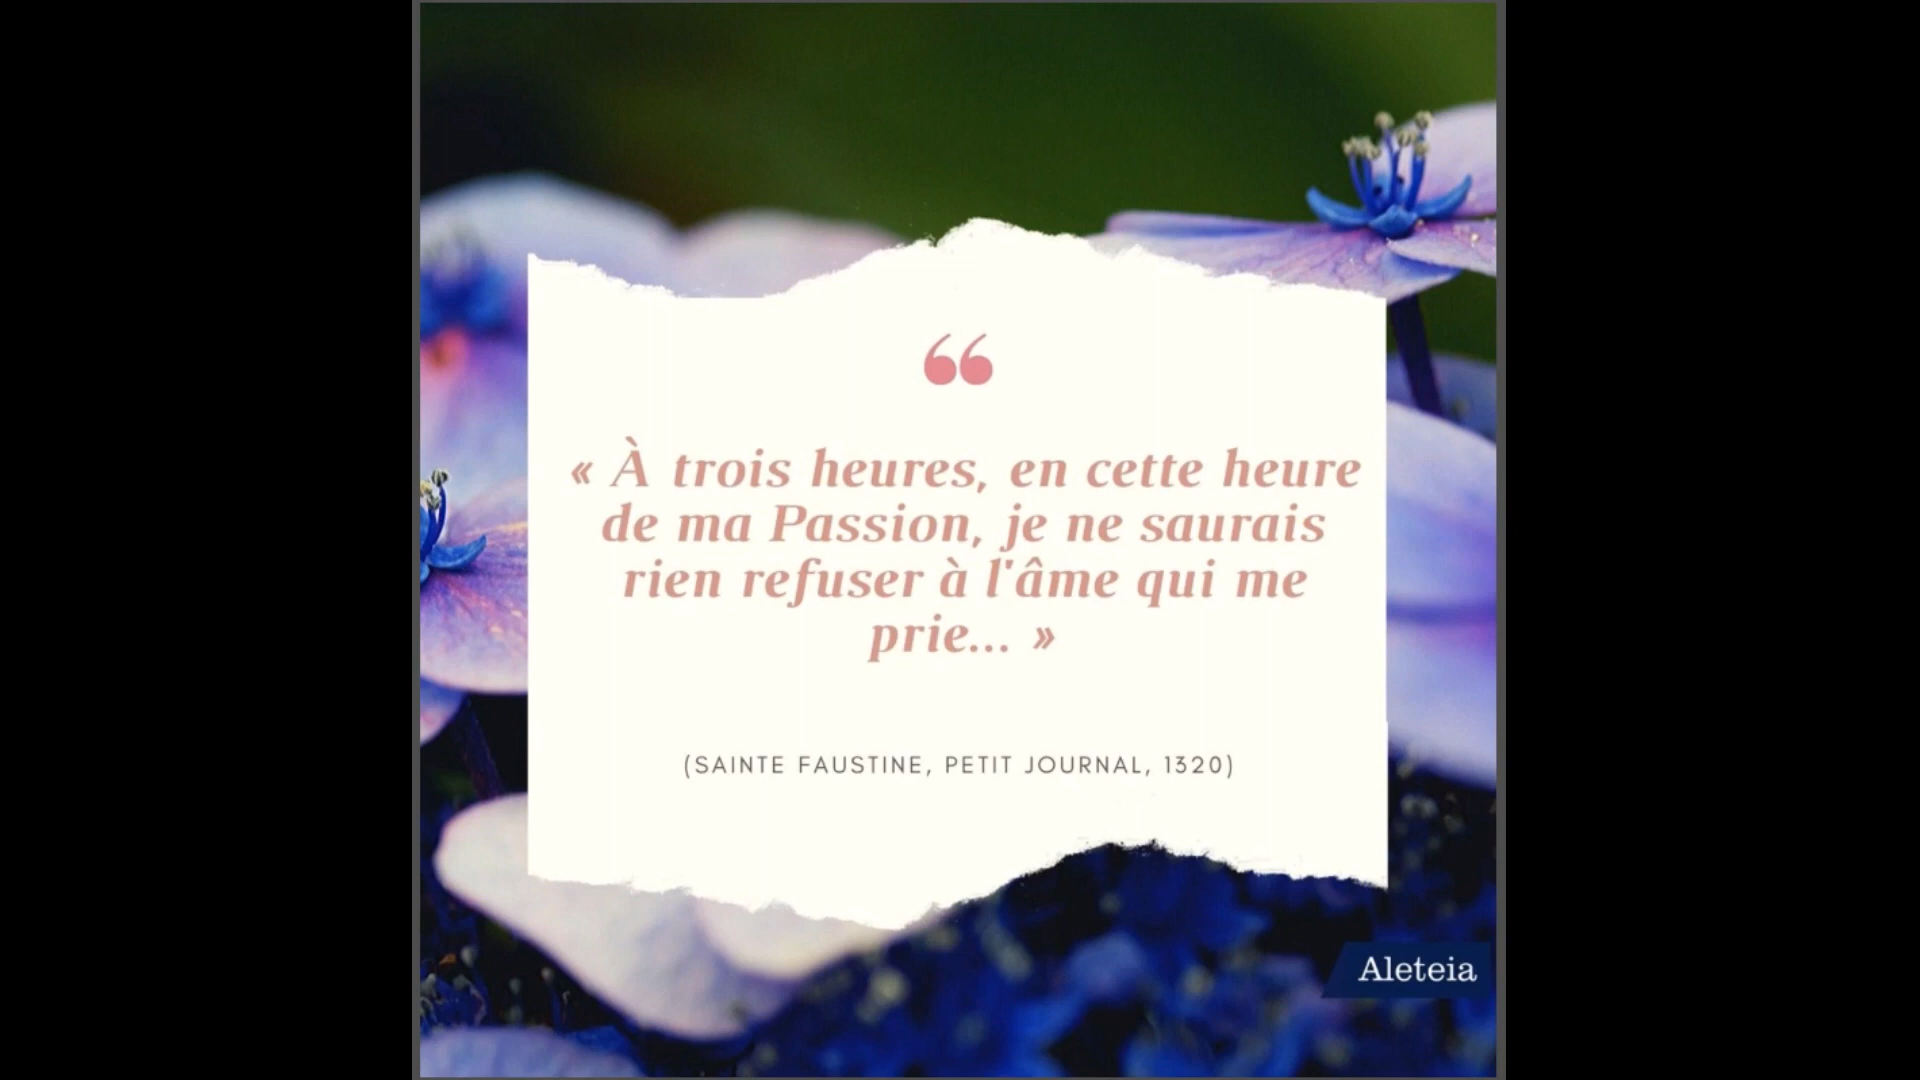 “
« À trois heures, en cette heure
de ma Passion, je ne saurais
rien refuser à l'âme qui me
prie... »
(SAINTE FAUSTINE, PETIT JOURNAL, 1320)
Aleteia